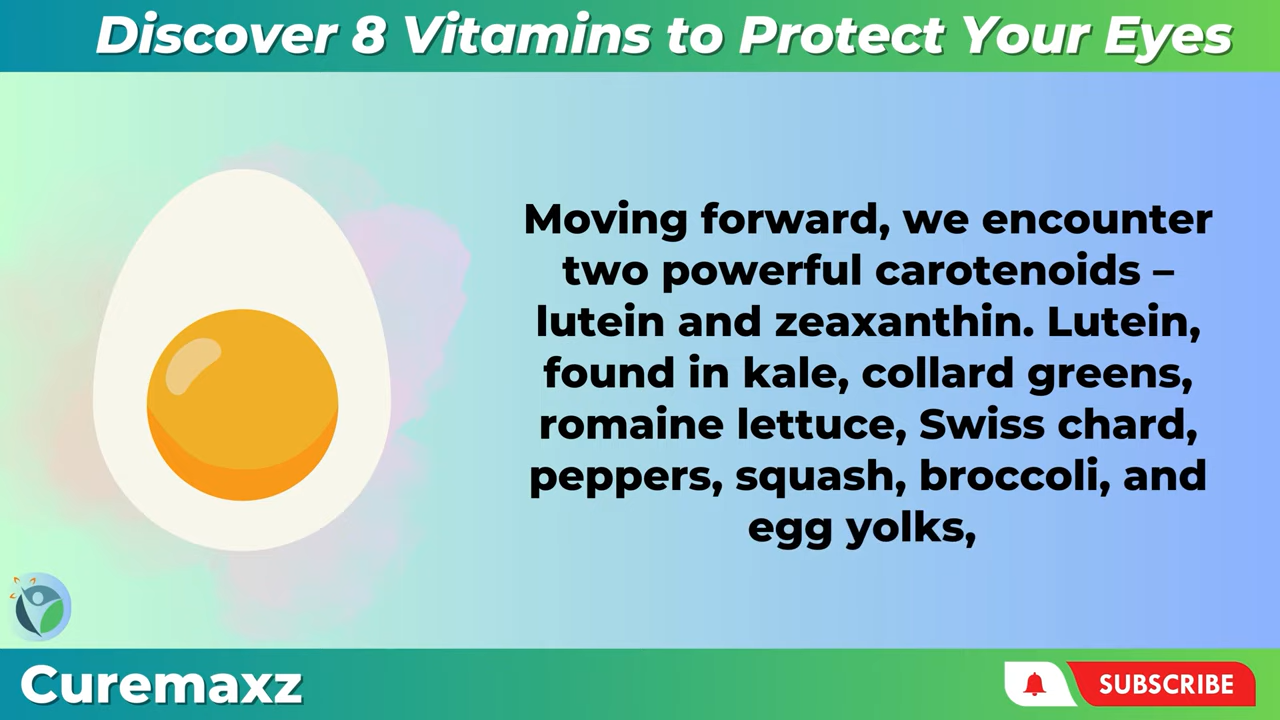 Discover 8 Vitamins to Protect Your Eyes
Moving forward, we encounter
two powerful carotenoids –
lutein and zeaxanthin. Lutein,
found in kale, collard greens,
romaine lettuce, Swiss chard,
peppers, squash, broccoli, and
egg yolks,
Curemaxz
SUBSCRIBE